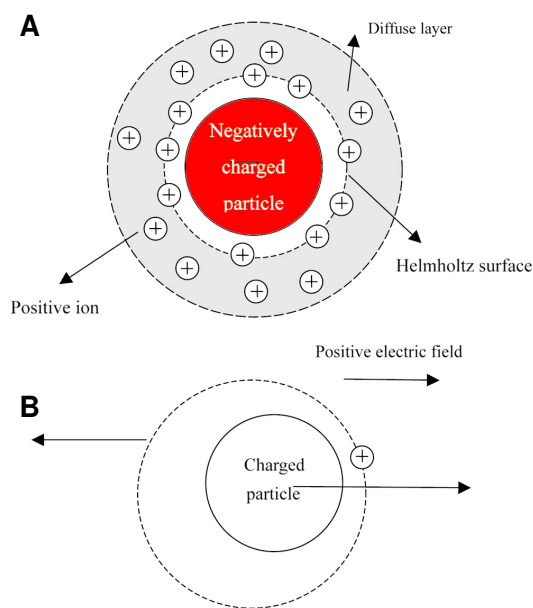 A
Diffuse layer
Negatively
charged
particle
Helmholtz surface
Positive ion
Positive electric field
B
Charged
particle